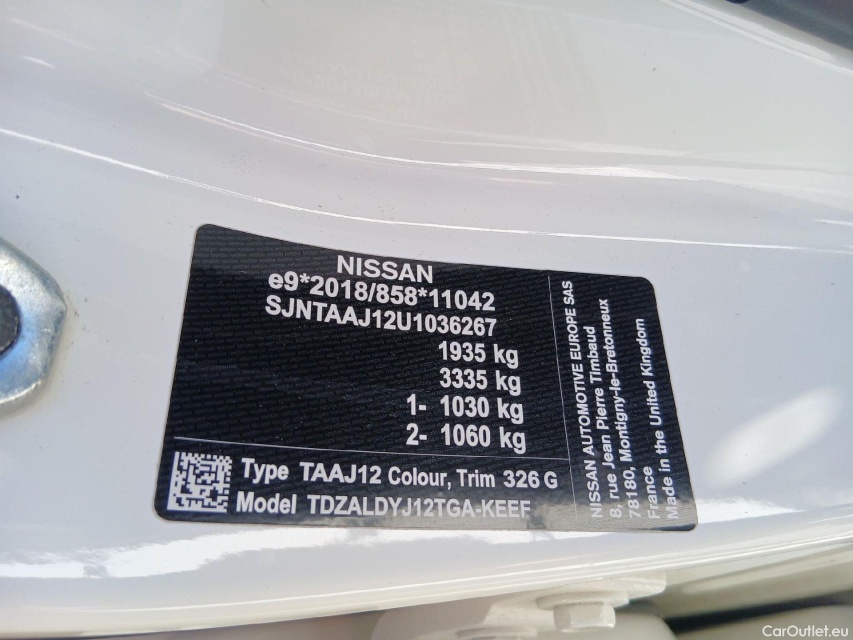 NISSAN
e9*2018/858*11042
SJNTAAJ12U1036267
1935 kg
3335 kg
1- 1030 kg
2- 1060 kg
Type TAAJ12 Colour, Trim 326 G
Model TDZALDYJ12TGA-KEEF
NISSAN AUTOMOTIVE EUROPE SAS
8, rue Jean Pierre Timbaud
78180, Montigny-le-Bretonneux
France
Made in the United Kingdom
CarOutlet.eu